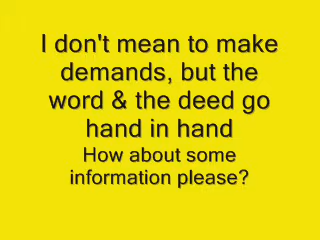 I don't mean to make
demands, but the
word & the deed go
hand in hand
How about some
information please?